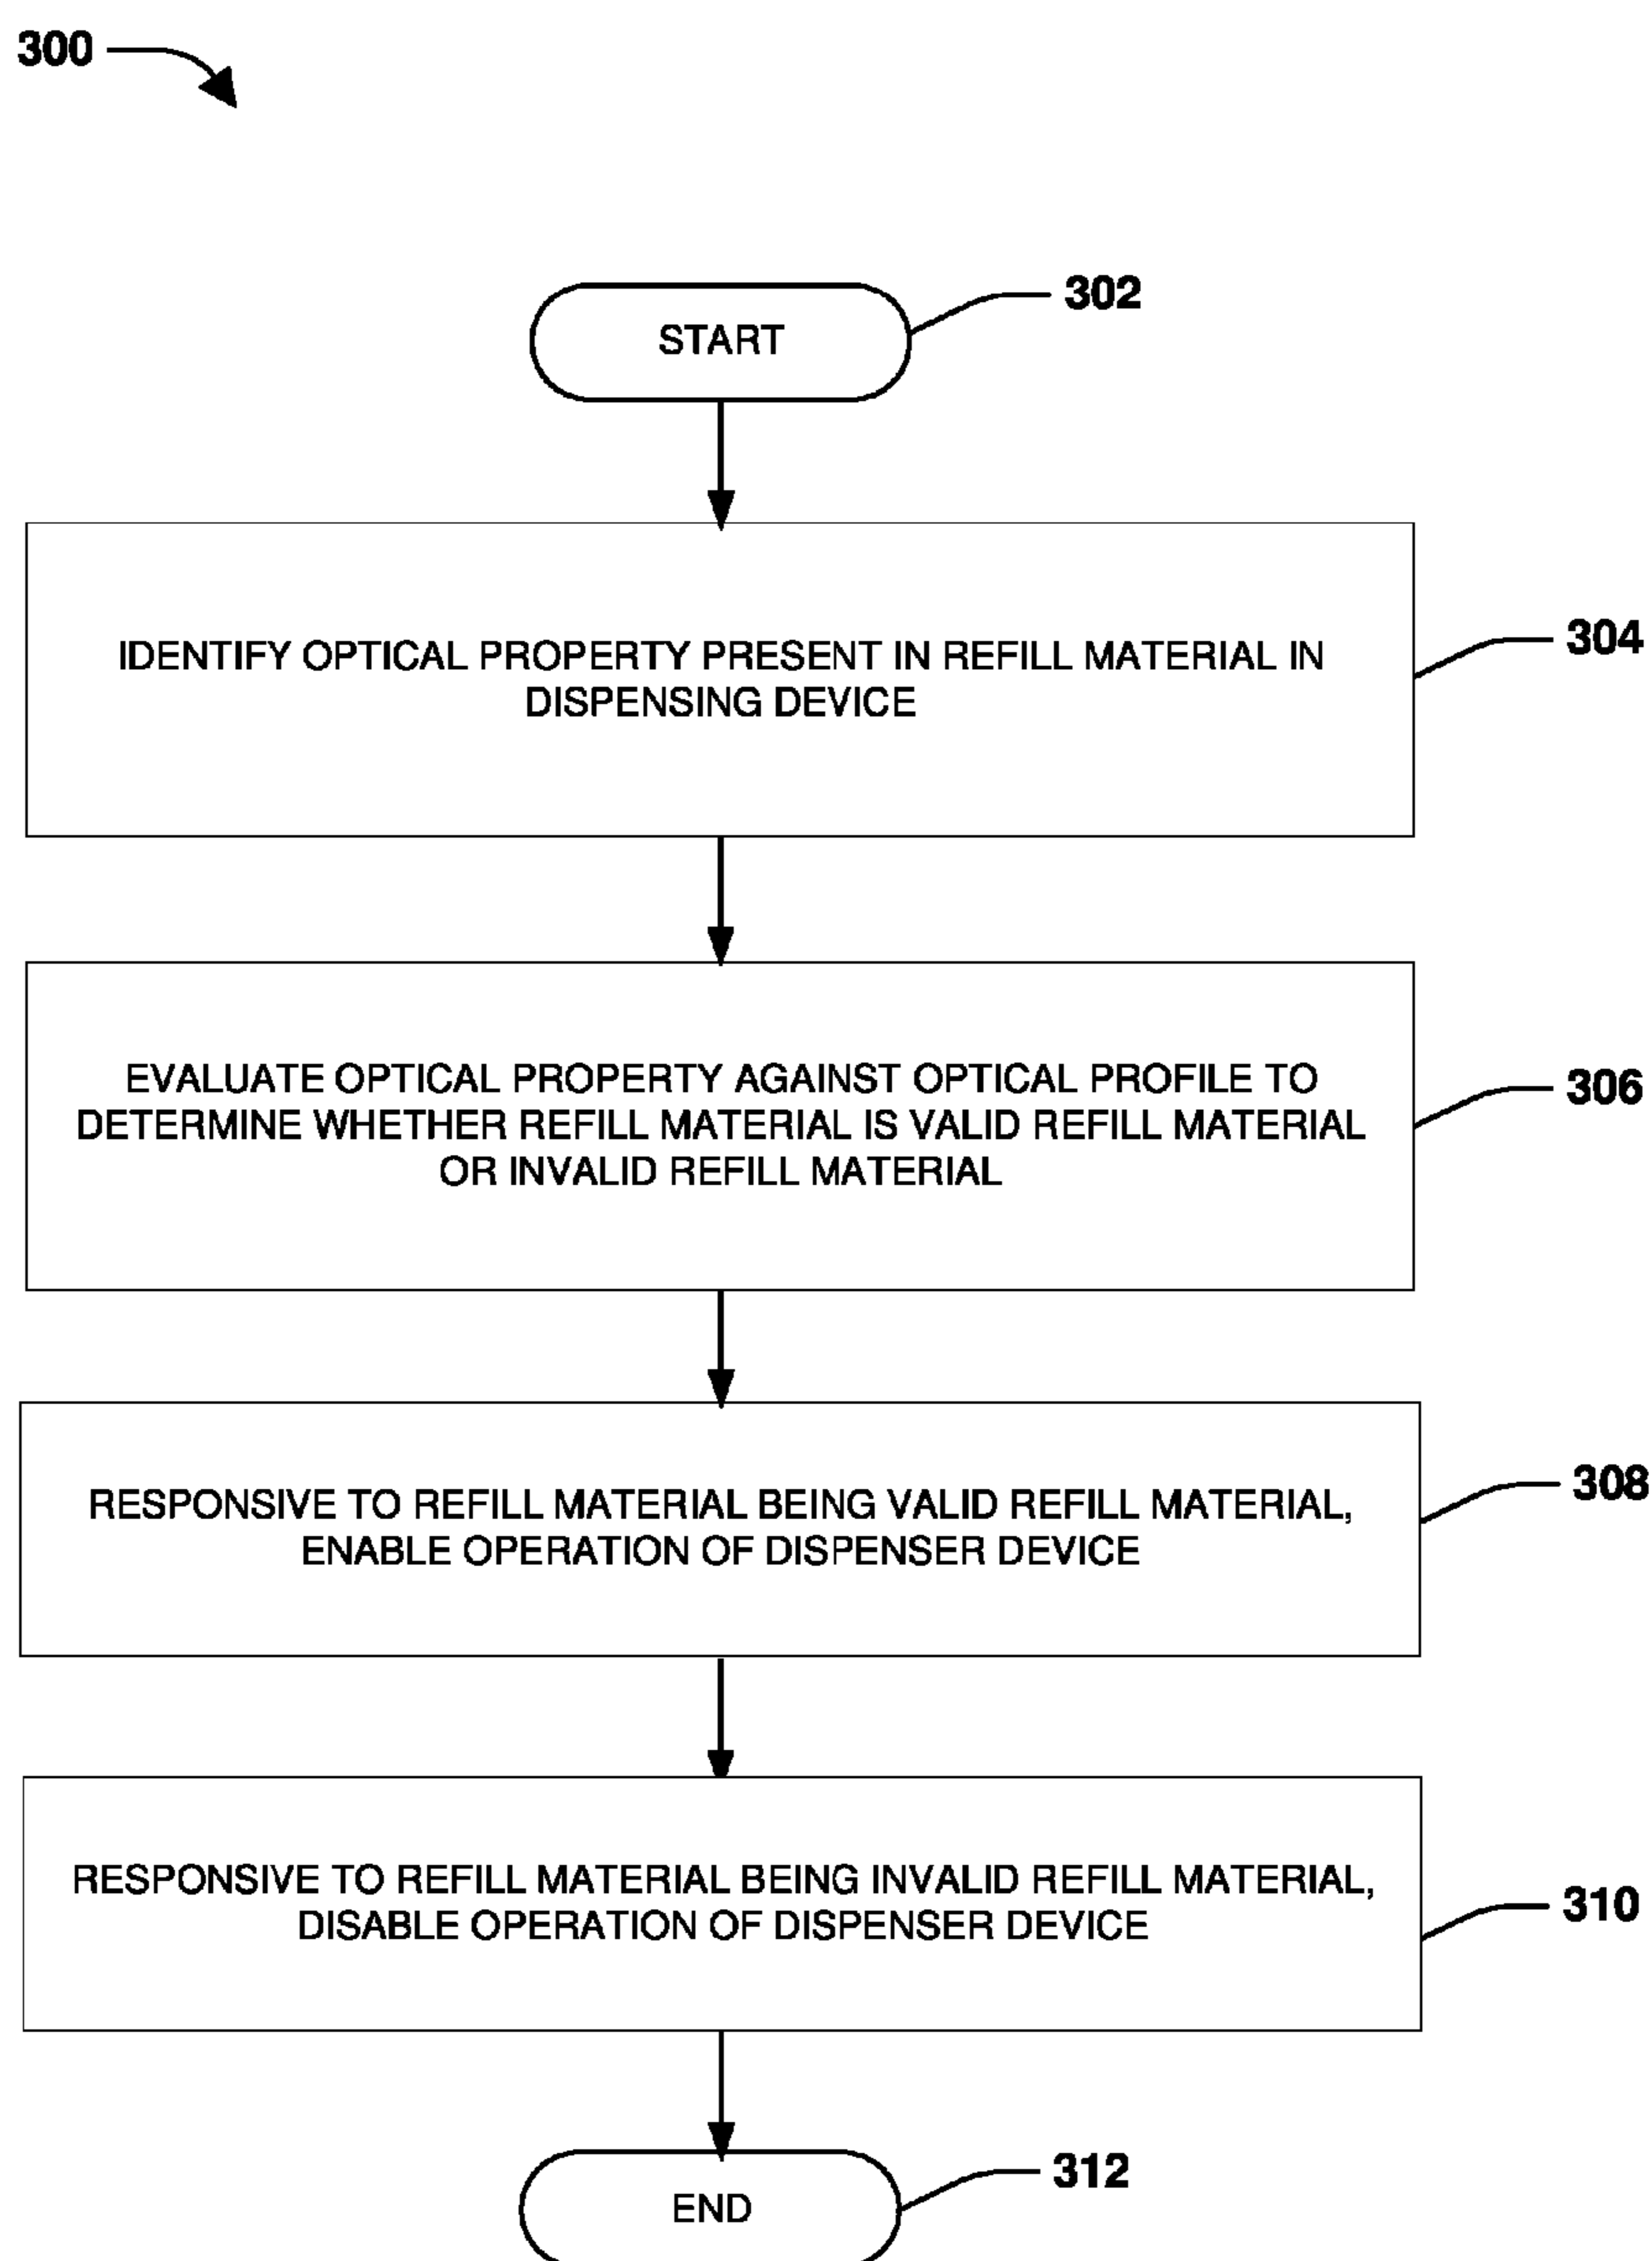 300
302
START
304
IDENTIFY OPTICAL PROPERTY PRESENT IN REFILL MATERIAL IN
DISPENSING DEVICE
306
EVALUATE OPTICAL PROPERTY AGAINST OPTICAL PROFILE TO
DETERMINE WHETHER REFILL MATERIAL IS VALID REFILL MATERIAL
OR INVALID REFILL MATERIAL
308
RESPONSIVE TO REFILL MATERIAL BEING VALID REFILL MATERIAL,
ENABLE OPERATION OF DISPENSER DEVICE
310
RESPONSIVE TO REFILL MATERIAL BEING INVALID REFILL MATERIAL,
DISABLE OPERATION OF DISPENSER DEVICE
312
END